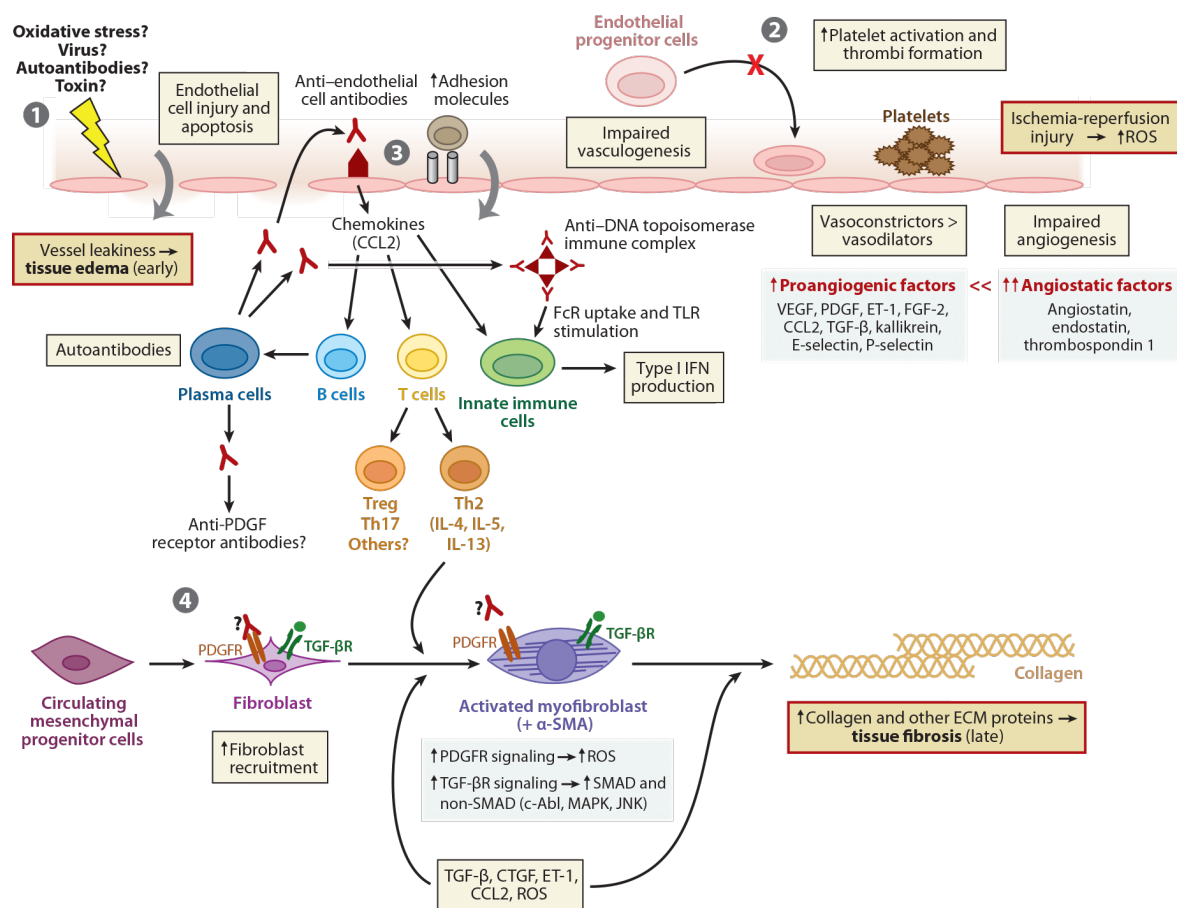 Oxidative stress?
Virus?
Autoantibodies?
Toxin?
1
Endothelial
cell injury and
apoptosis
Anti–endothelial
cell antibodies
↑Adhesion
molecules
3
Endothelial
progenitor cells
2
X
↑Platelet activation and
thrombi formation
Impaired
vasculogenesis
Platelets
Ischemia-reperfusion
injury → ↑ROS
Vessel leakiness →
tissue edema (early)
Chemokines
(CCL2)
Anti–DNA topoisomerase
immune complex
Vasoconstrictors >
vasodilators
Impaired
angiogenesis
↑Proangiogenic factors
VEGF, PDGF, ET-1, FGF-2,
CCL2, TGF-β, kallikrein,
E-selectin, P-selectin
<<
↑↑Angiostatic factors
Angiostatin,
endostatin,
thrombospondin 1
FcR uptake and TLR
stimulation
Autoantibodies
Plasma cells
B cells
T cells
Innate immune
cells
Type I IFN
production
Treg
Th17
Others?
Th2
(IL-4, IL-5,
IL-13)
Anti-PDGF
receptor antibodies?
4
?
PDGFR
TGF-βR
?
PDGFR
TGF-βR
Circulating
mesenchymal
progenitor cells
Fibroblast
↑Fibroblast
recruitment
Activated myofibroblast
(+ α-SMA)
↑PDGFR signaling → ↑ROS
↑TGF-βR signaling → ↑SMAD and
non-SMAD (c-Abl, MAPK, JNK)
Collagen
↑Collagen and other ECM proteins →
tissue fibrosis (late)
TGF-β, CTGF, ET-1,
CCL2, ROS